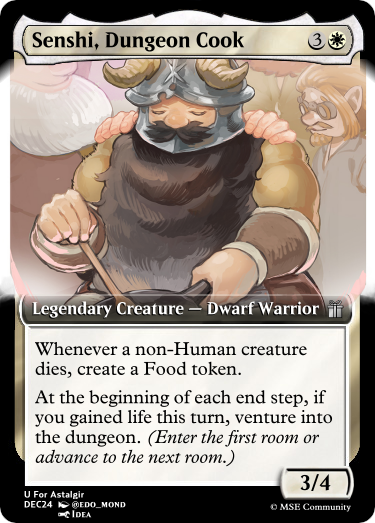 Senshi, Dungeon Cook 3
Legendary Creature — Dwarf Warrior
Whenever a non-Human creature
dies, create a Food token.
At the beginning of each end step, if
you gained life this turn, venture into
the dungeon. (Enter the first room or
advance to the next room.)
3/4
U For Astalgir
DEC24 @EDO_MOND
© MSE Community
IDEA